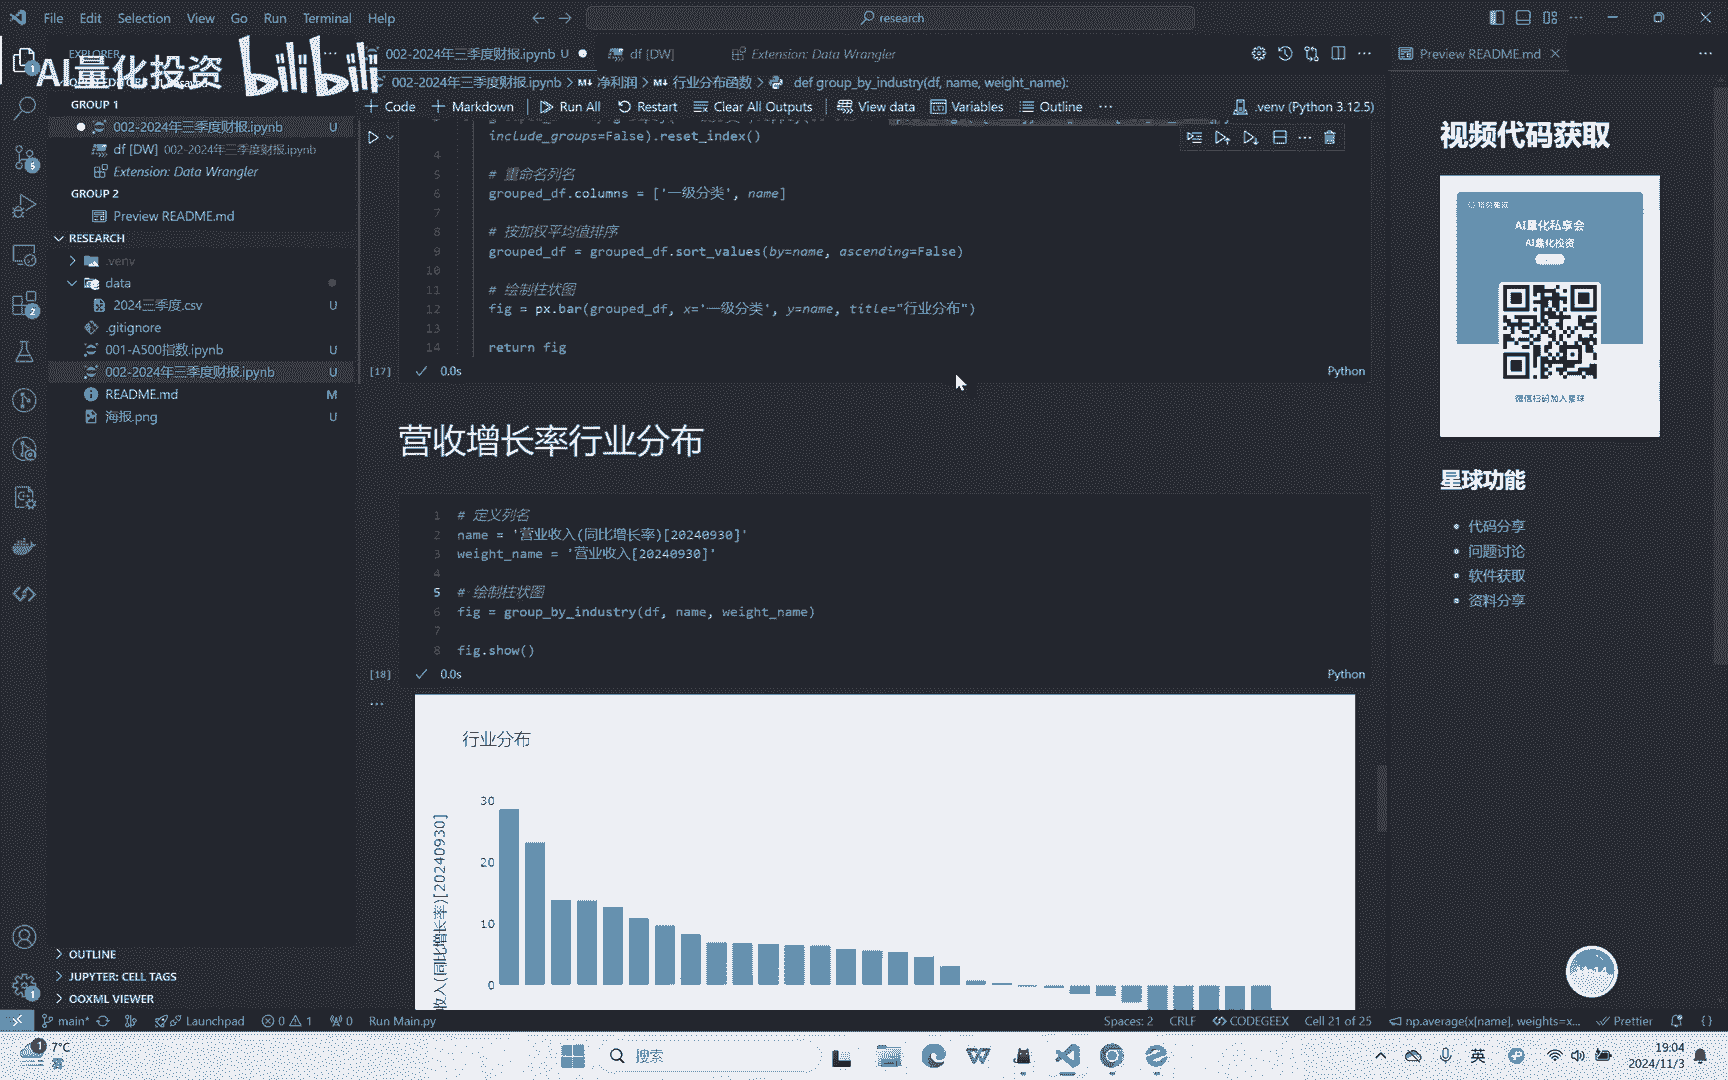 File Edit Selection View Go Run Terminal Help
research
AI量化投资 bilibili
EXPLORER
GROUP 1
002-2024年三季度财报.ipynb U
df [DW] 002-2024年三季度财报.ipynb
Extension: Data Wrangler
GROUP 2
Preview README.md
RESEARCH
.venv
data
2024三季度.csv U
.gitignore
001-A500指数.ipynb U
002-2024年三季度财报.ipynb U
README.md M
海报.png U
OUTLINE
JUPYTER: CELL TAGS
OOXML VIEWER
002-2024年三季度财报.ipynb U
df [DW]
Extension: Data Wrangler
002-2024年三季度财报.ipynb > 净利润 > 行业分布函数 > def group_by_industry(df, name, weight_name):
Code Markdown Run All Restart Clear All Outputs View data Variables Outline .venv (Python 3.12.5)
include_groups=False).reset_index()
4
5 # 重命名列名
6 grouped_df.columns = ['一级分类', name]
7
8 # 按加权平均值排序
9 grouped_df = grouped_df.sort_values(by=name, ascending=False)
10
11 # 绘制柱状图
12 fig = px.bar(grouped_df, x='一级分类', y=name, title="行业分布")
13
14 return fig
[17] 0.0s Python
营收增长率行业分布
1 # 定义列名
2 name = '营业收入(同比增长率)[20240930]'
3 weight_name = '营业收入[20240930]'
4
5 # 绘制柱状图
6 fig = group_by_industry(df, name, weight_name)
7
8 fig.show()
[18] 0.0s Python
行业分布
30
20
10
0
收入(同比增长率)[20240930]
Preview README.md
视频代码获取
AI量化私享会
AI量化投资
微信扫码加入星球
星球功能
代码分享
问题讨论
软件获取
资料分享
main* Launchpad 0 1 0 Run Main.py
Spaces: 2 CRLF CODEGEEX Cell 21 of 25 np.average(x[name], weights=x... Prettier
1 7°C
搜索
英
19:04
2024/11/3